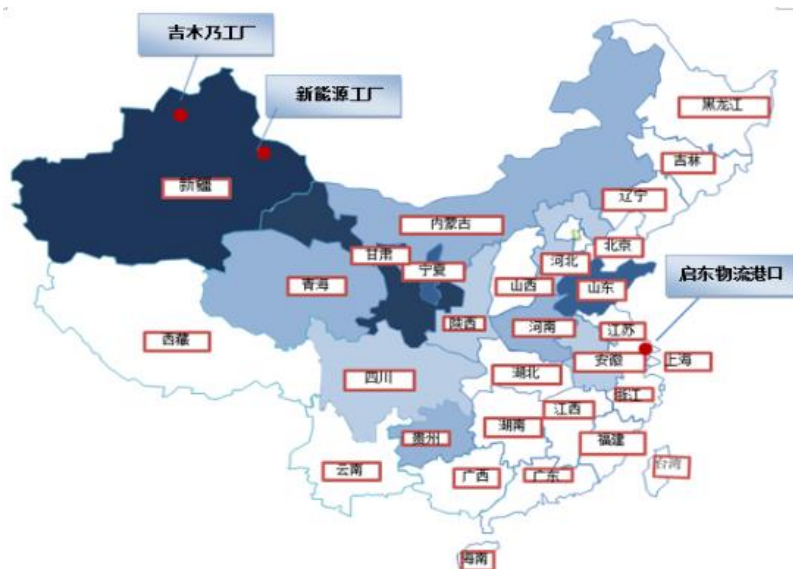 吉木乃工厂
新能源工厂
黑龙江
吉林
新疆
辽宁
内蒙古
北京
甘肃
河北
宁夏
青海
山西
山东
启东物流港口
陕西
河南
江苏
西藏
安徽
上海
湖北
四川
浙江
江西
湖南
贵州
福建
台湾
云南
广西
广东
海南